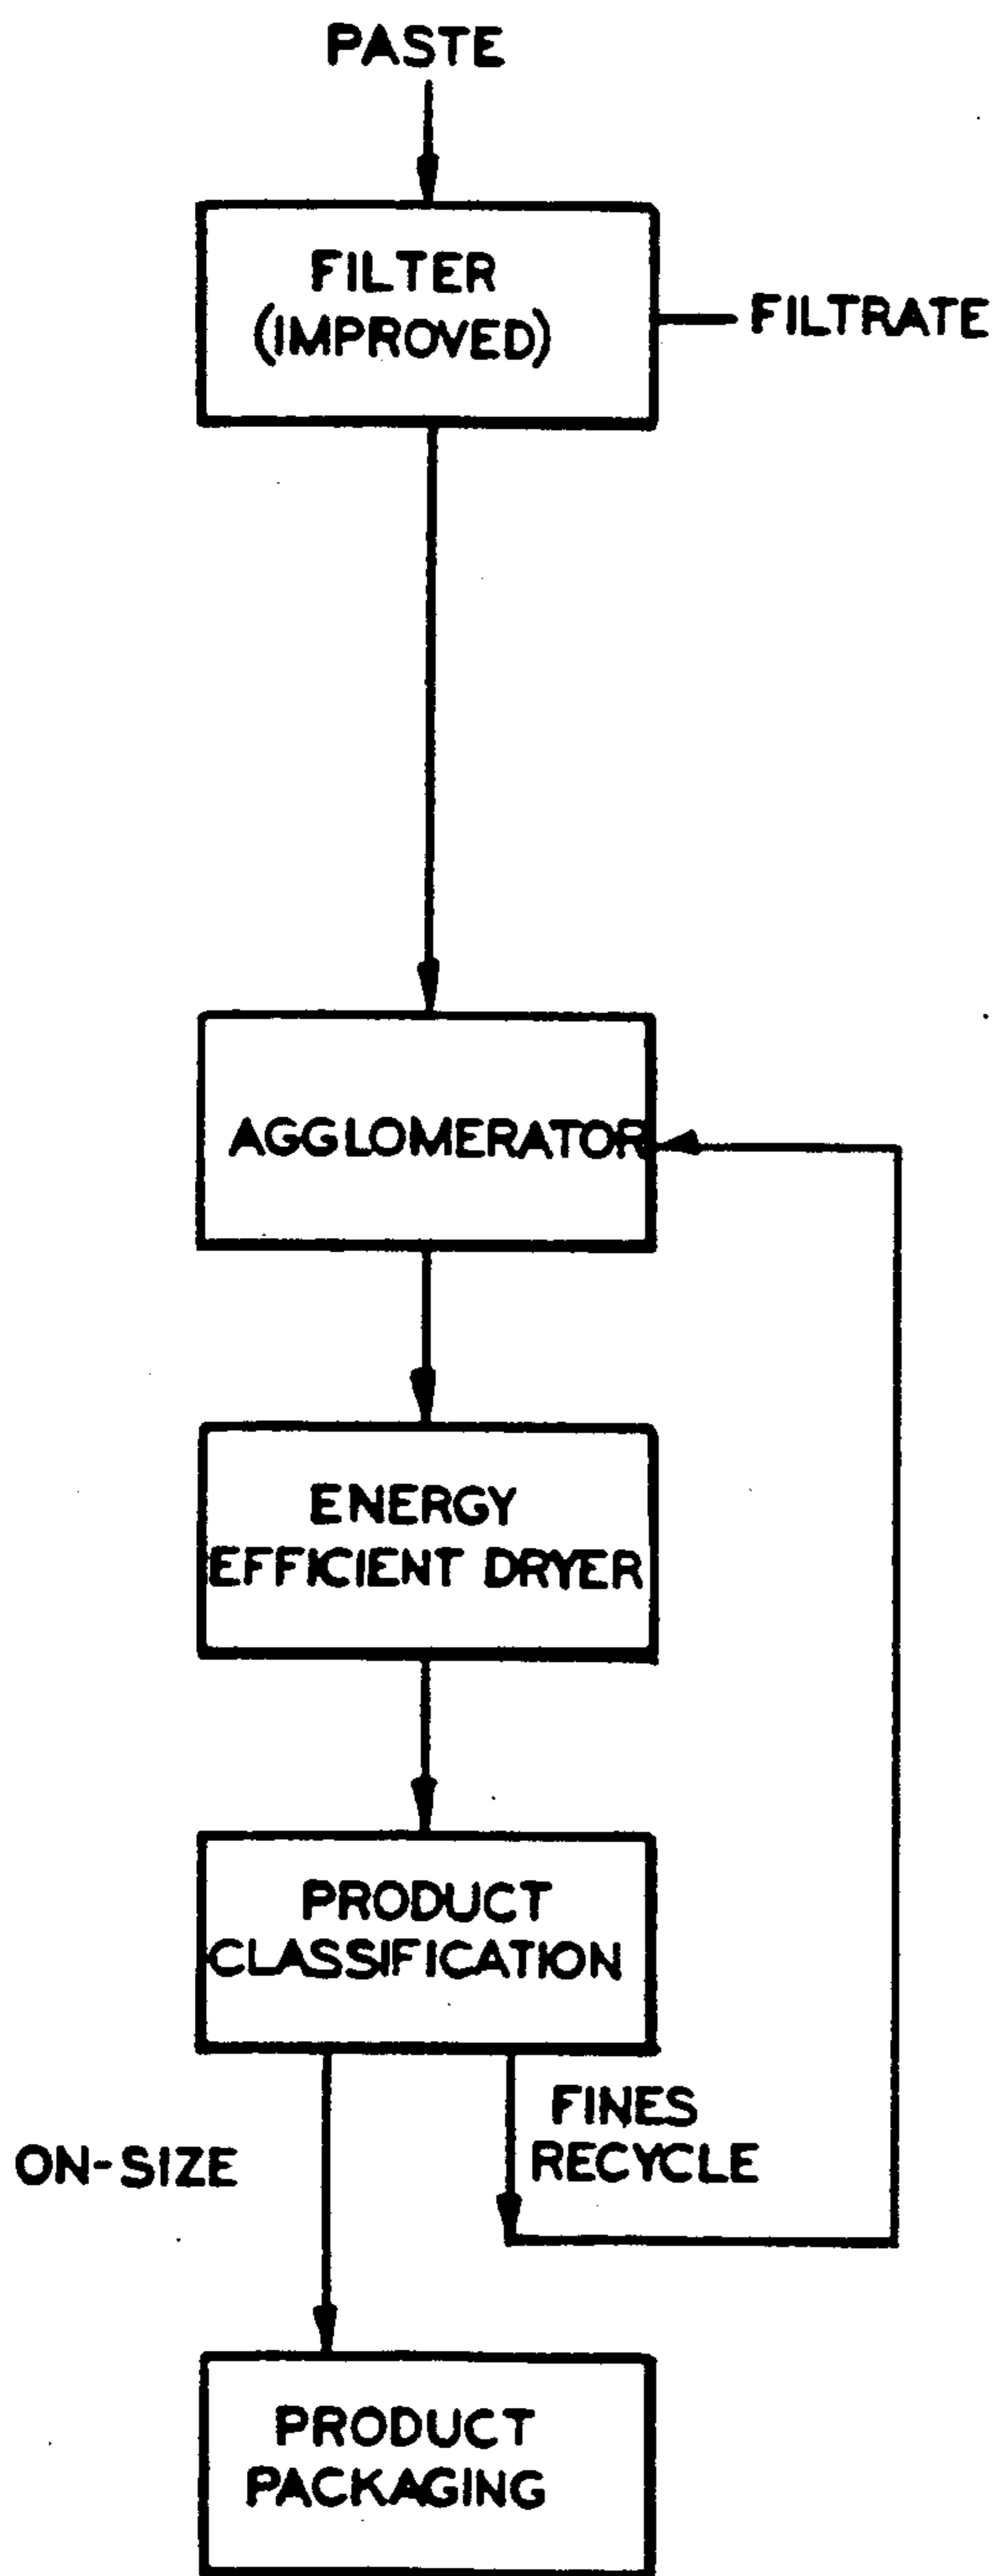 PASTE
FILTER
(IMPROVED)
FILTRATE
AGGLOMERATOR
ENERGY
EFFICIENT DRYER
PRODUCT
CLASSIFICATION
FINES
RECYCLE
ON-SIZE
PRODUCT
PACKAGING